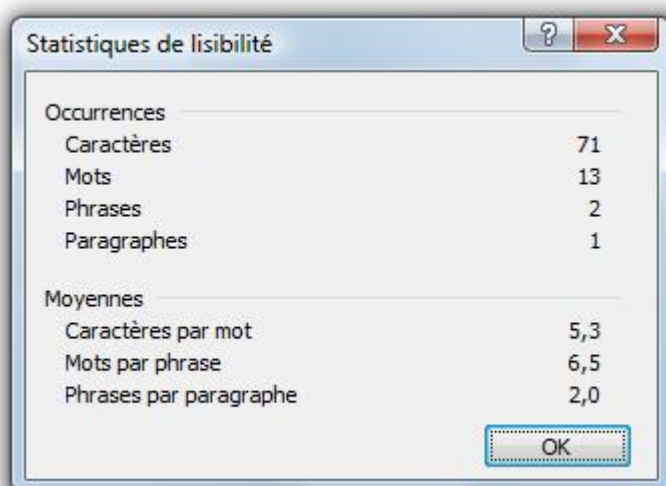 Statistiques de lisibilité
Occurrences
Caractères 71
Mots 13
Phrases 2
Paragraphes 1
Moyennes
Caractères par mot 5,3
Mots par phrase 6,5
Phrases par paragraphe 2,0
OK